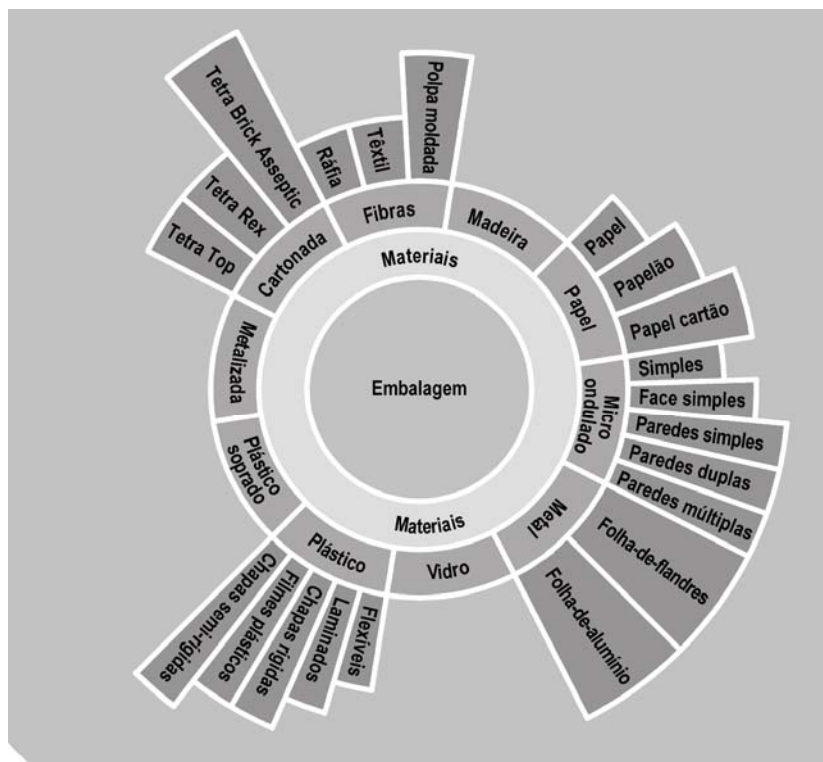 Embalagem
Materiais
Materiais
Fibras
Ráfia
Têxtil
Polpa moldada
Madeira
Papel
Papel
Papelão
Papel cartão
Micro
ondulado
Simples
Face simples
Paredes simples
Paredes duplas
Paredes múltiplas
Metal
Folha-de-flandres
Folha-de-alumínio
Vidro
Plástico
Flexíveis
Laminados
Chapas rígidas
Filmes plásticos
Chapas semi-rígidas
Plástico
soprado
Metalizada
Cartonada
Tetra Top
Tetra Rex
Tetra Brick Asseptic